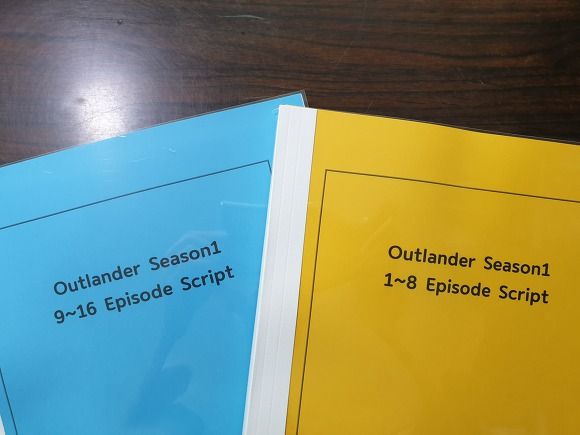 Outlander Season1
9~16 Episode Script
Outlander Season1
1~8 Episode Script